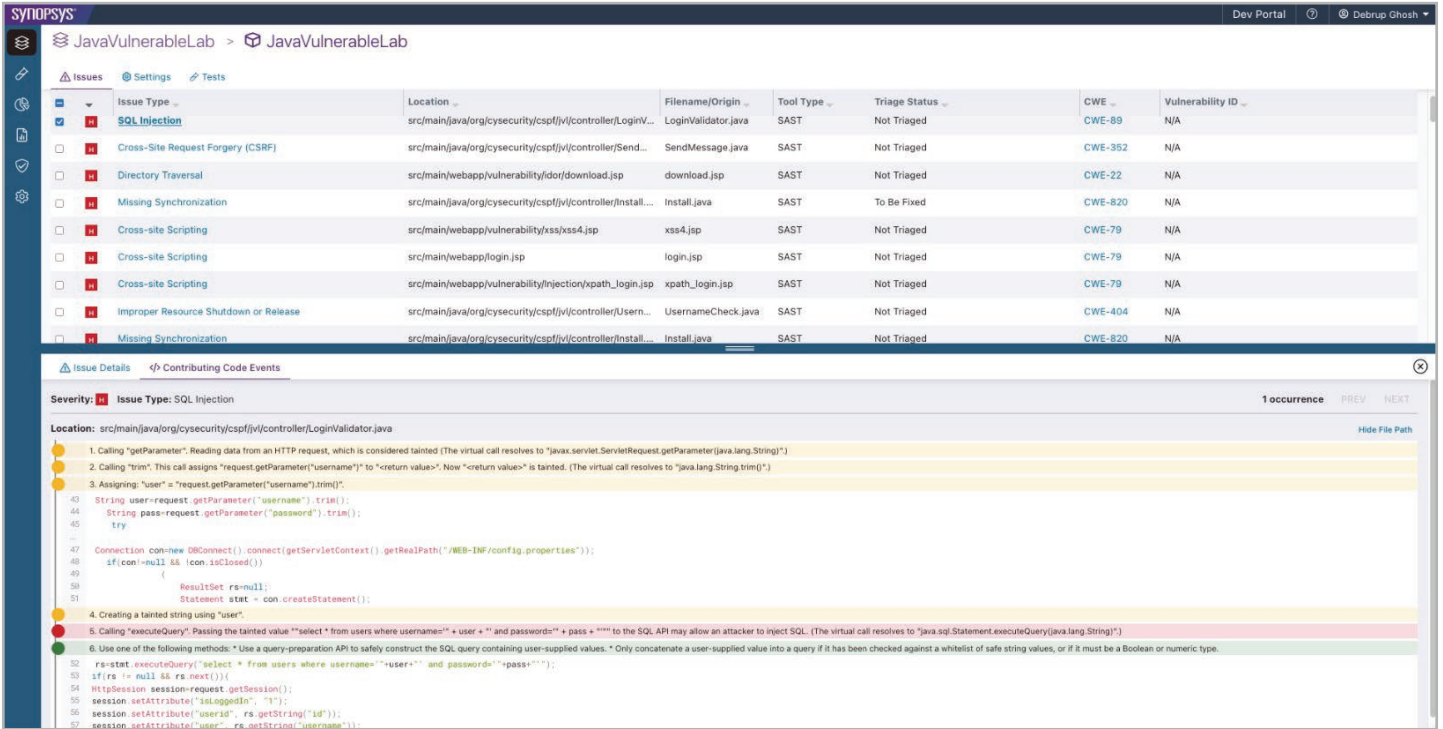 SYNOPSYS® Dev Portal Debrup Ghosh
JavaVulnerableLab > JavaVulnerableLab
Issues Settings Tests
Issue Type Location Filename/Origin Tool Type Triage Status CWE Vulnerability ID
H SQL Injection src/main/java/org/cysecurity/cspf/jvl/controller/LoginV... LoginValidator.java SAST Not Triaged CWE-89 N/A
H Cross-Site Request Forgery (CSRF) src/main/java/org/cysecurity/cspf/jvl/controller/Send... SendMessage.java SAST Not Triaged CWE-352 N/A
H Directory Traversal src/main/webapp/vulnerability/idor/download.jsp download.jsp SAST Not Triaged CWE-22 N/A
H Missing Synchronization src/main/java/org/cysecurity/cspf/jvl/controller/Install.... Install.java SAST To Be Fixed CWE-820 N/A
H Cross-site Scripting src/main/webapp/vulnerability/xss/xss4.jsp xss4.jsp SAST Not Triaged CWE-79 N/A
H Cross-site Scripting src/main/webapp/login.jsp login.jsp SAST Not Triaged CWE-79 N/A
H Cross-site Scripting src/main/webapp/vulnerability/Injection/xpath_login.jsp xpath_login.jsp SAST Not Triaged CWE-79 N/A
H Improper Resource Shutdown or Release src/main/java/org/cysecurity/cspf/jvl/controller/Usern... UsernameCheck.java SAST Not Triaged CWE-404 N/A
H Missing Synchronization src/main/java/org/cysecurity/cspf/jvl/controller/Install.... Install.java SAST Not Triaged CWE-820 N/A
Issue Details </> Contributing Code Events
Severity: H Issue Type: SQL Injection 1 occurrence PREV NEXT
Location: src/main/java/org/cysecurity/cspf/jvl/controller/LoginValidator.java Hide File Path
1. Calling "getParameter". Reading data from an HTTP request, which is considered tainted (The virtual call resolves to "javax.servlet.ServletRequest.getParameter(java.lang.String)".)
2. Calling "trim". This call assigns "request.getParameter("username")" to "<return value>". Now "<return value>" is tainted. (The virtual call resolves to "java.lang.String.trim()".)
3. Assigning: "user" = "request.getParameter("username").trim()".
43 String user=request.getParameter("username").trim();
44 String pass=request.getParameter("password").trim();
45 try
...
47 Connection con=new DBConnect().connect(getServletContext().getRealPath("/WEB-INF/config.properties"));
48 if(con!=null && !con.isClosed())
49 {
50 ResultSet rs=null;
51 Statement stmt = con.createStatement();
4. Creating a tainted string using "user".
5. Calling "executeQuery". Passing the tainted value ""select * from users where username='" + user + "' and password='" + pass + "'"" to the SQL API may allow an attacker to inject SQL. (The virtual call resolves to "java.sql.Statement.executeQuery(java.lang.String)".)
6. Use one of the following methods: * Use a query-preparation API to safely construct the SQL query containing user-supplied values. * Only concatenate a user-supplied value into a query if it has been checked against a whitelist of safe string values, or if it must be a Boolean or numeric type.
52 rs=stmt.executeQuery("select * from users where username='"+user+"' and password='"+pass+"'");
53 if(rs != null && rs.next()){
54 HttpSession session=request.getSession();
55 session.setAttribute("isLoggedIn", "1");
56 session.setAttribute("userid", rs.getString("id"));
57 session.setAttribute("user", rs.getString("username"));